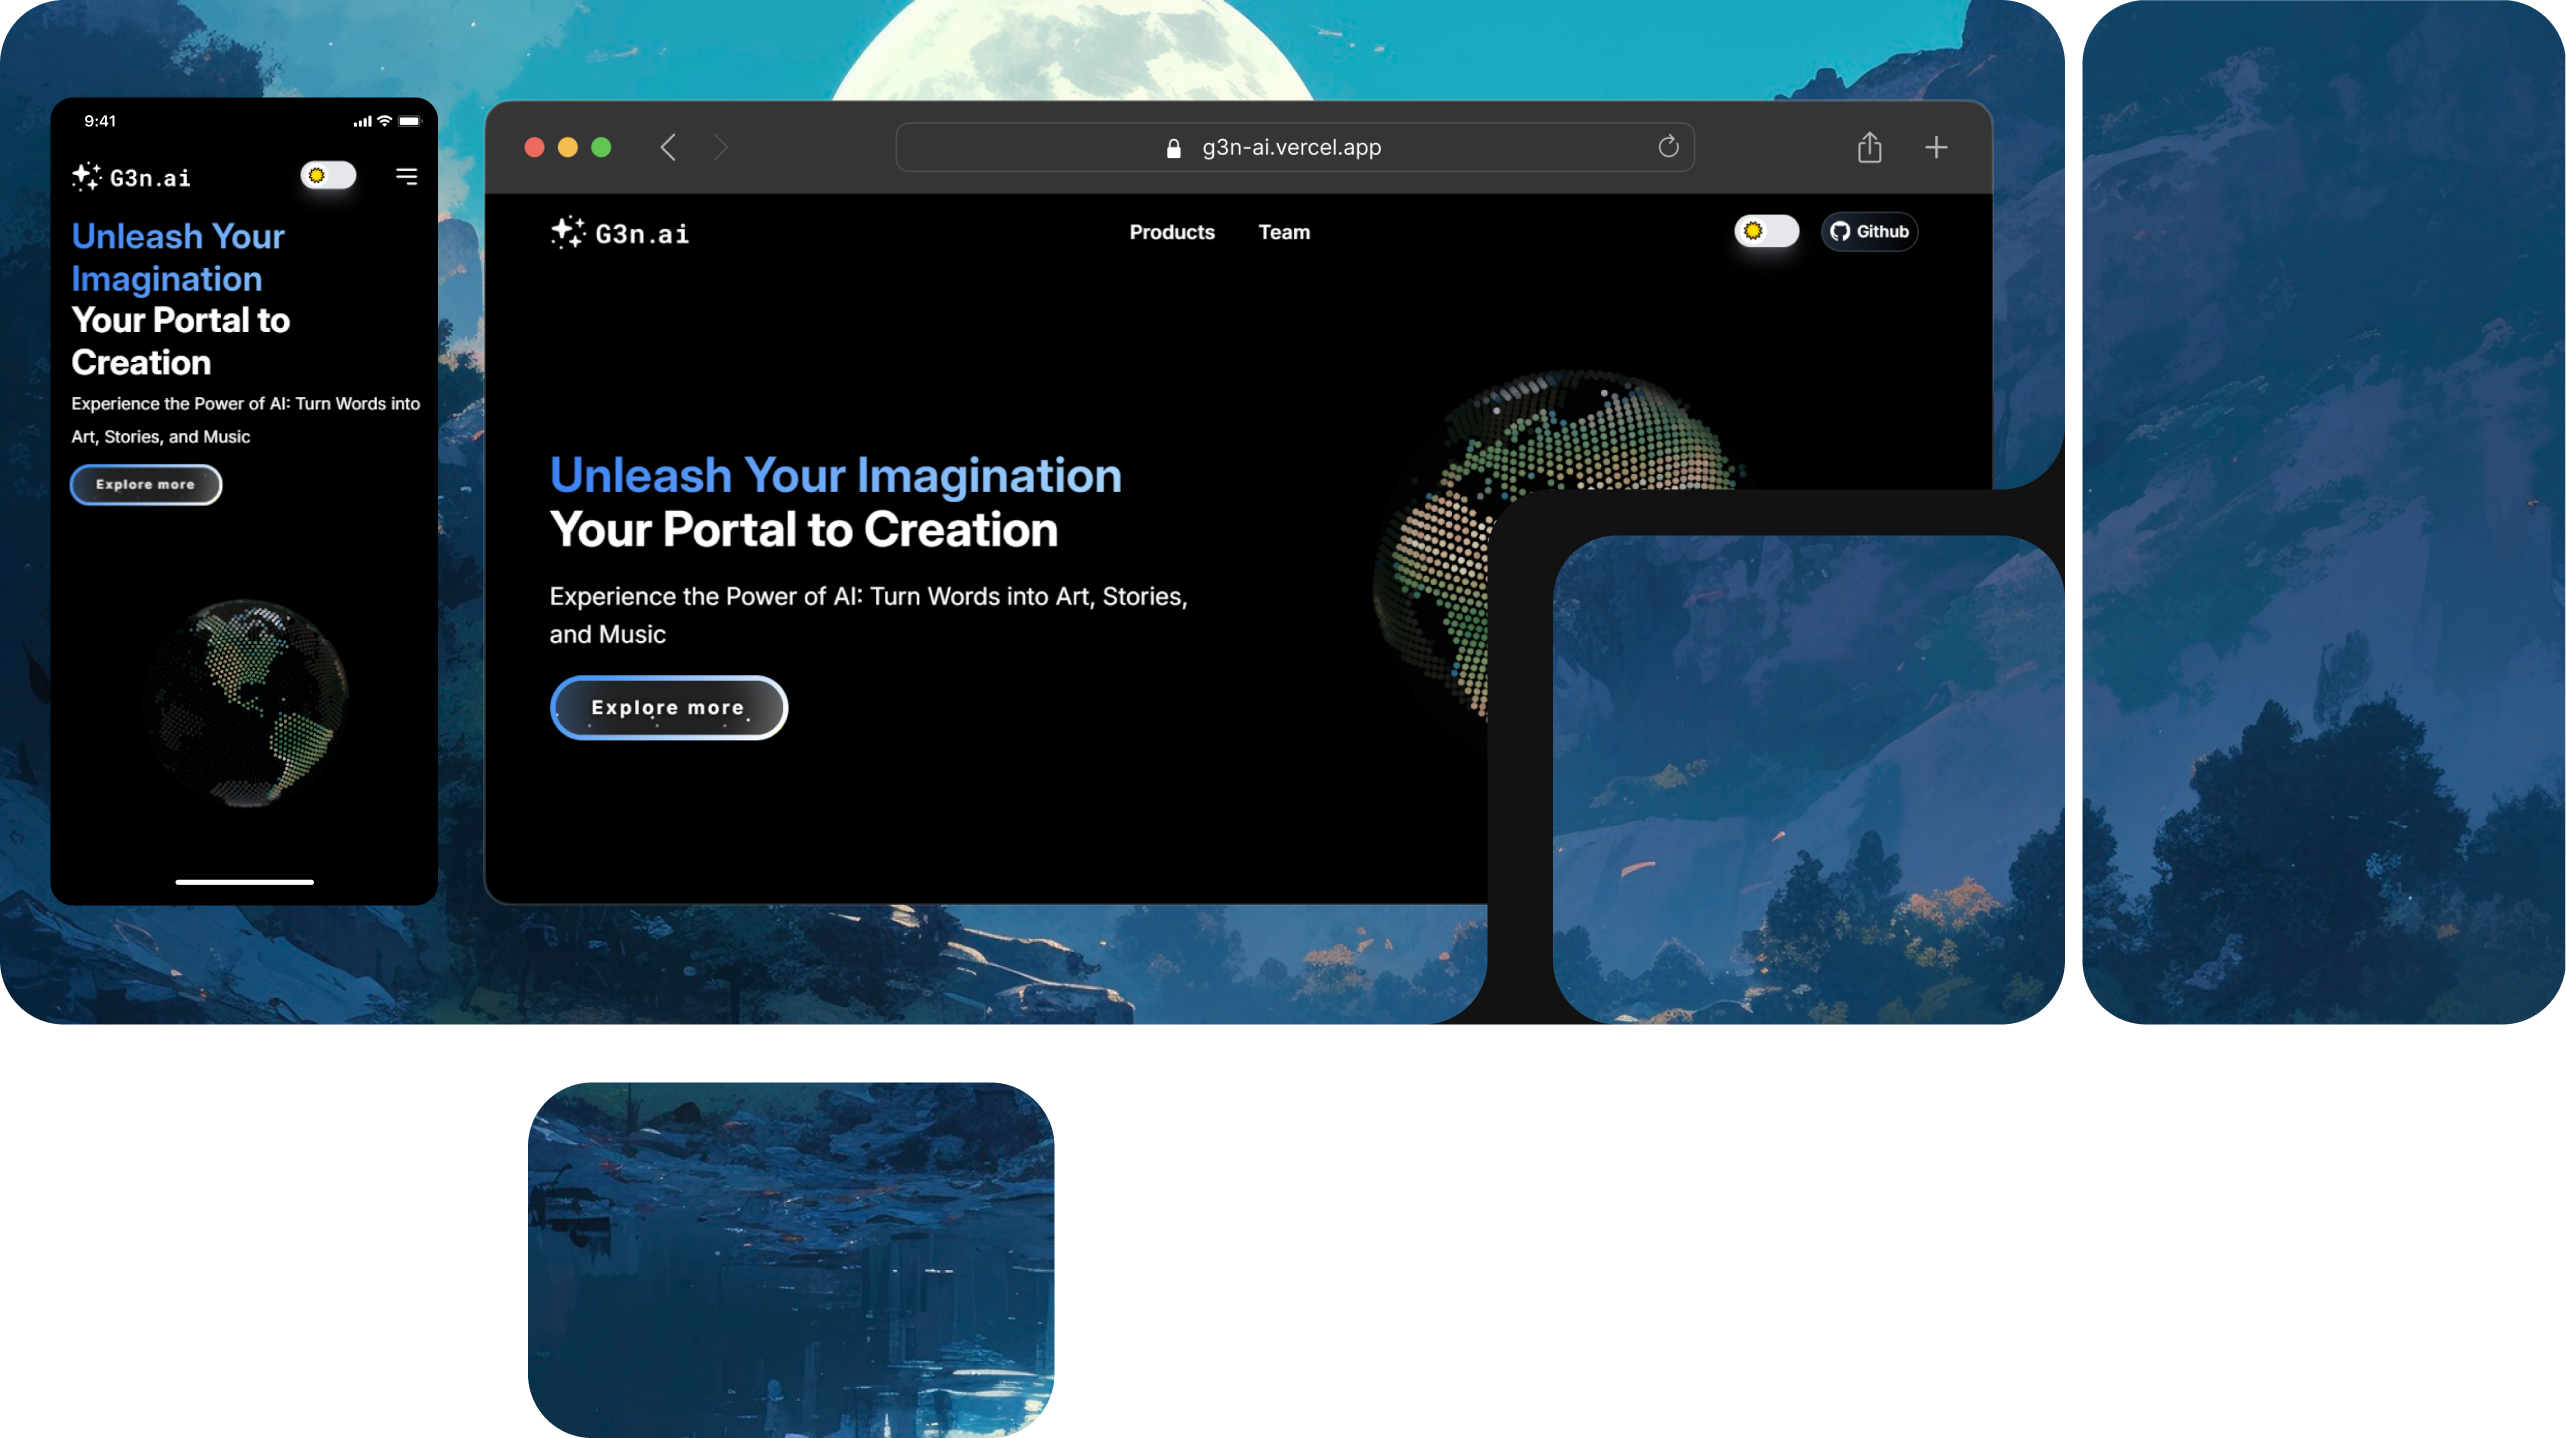 9:41
G3n.ai
Unleash Your
Imagination
Your Portal to
Creation
Experience the Power of AI: Turn Words into
Art, Stories, and Music
Explore more
g3n-ai.vercel.app
G3n.ai
Products
Team
Github
Unleash Your Imagination
Your Portal to Creation
Experience the Power of AI: Turn Words into Art, Stories,
and Music
Explore more